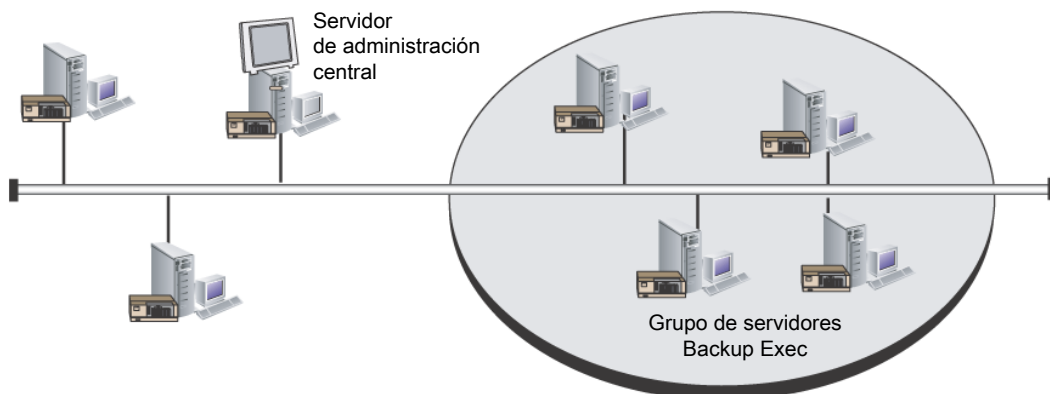 Servidor
de administración
central
Grupo de servidores
Backup Exec